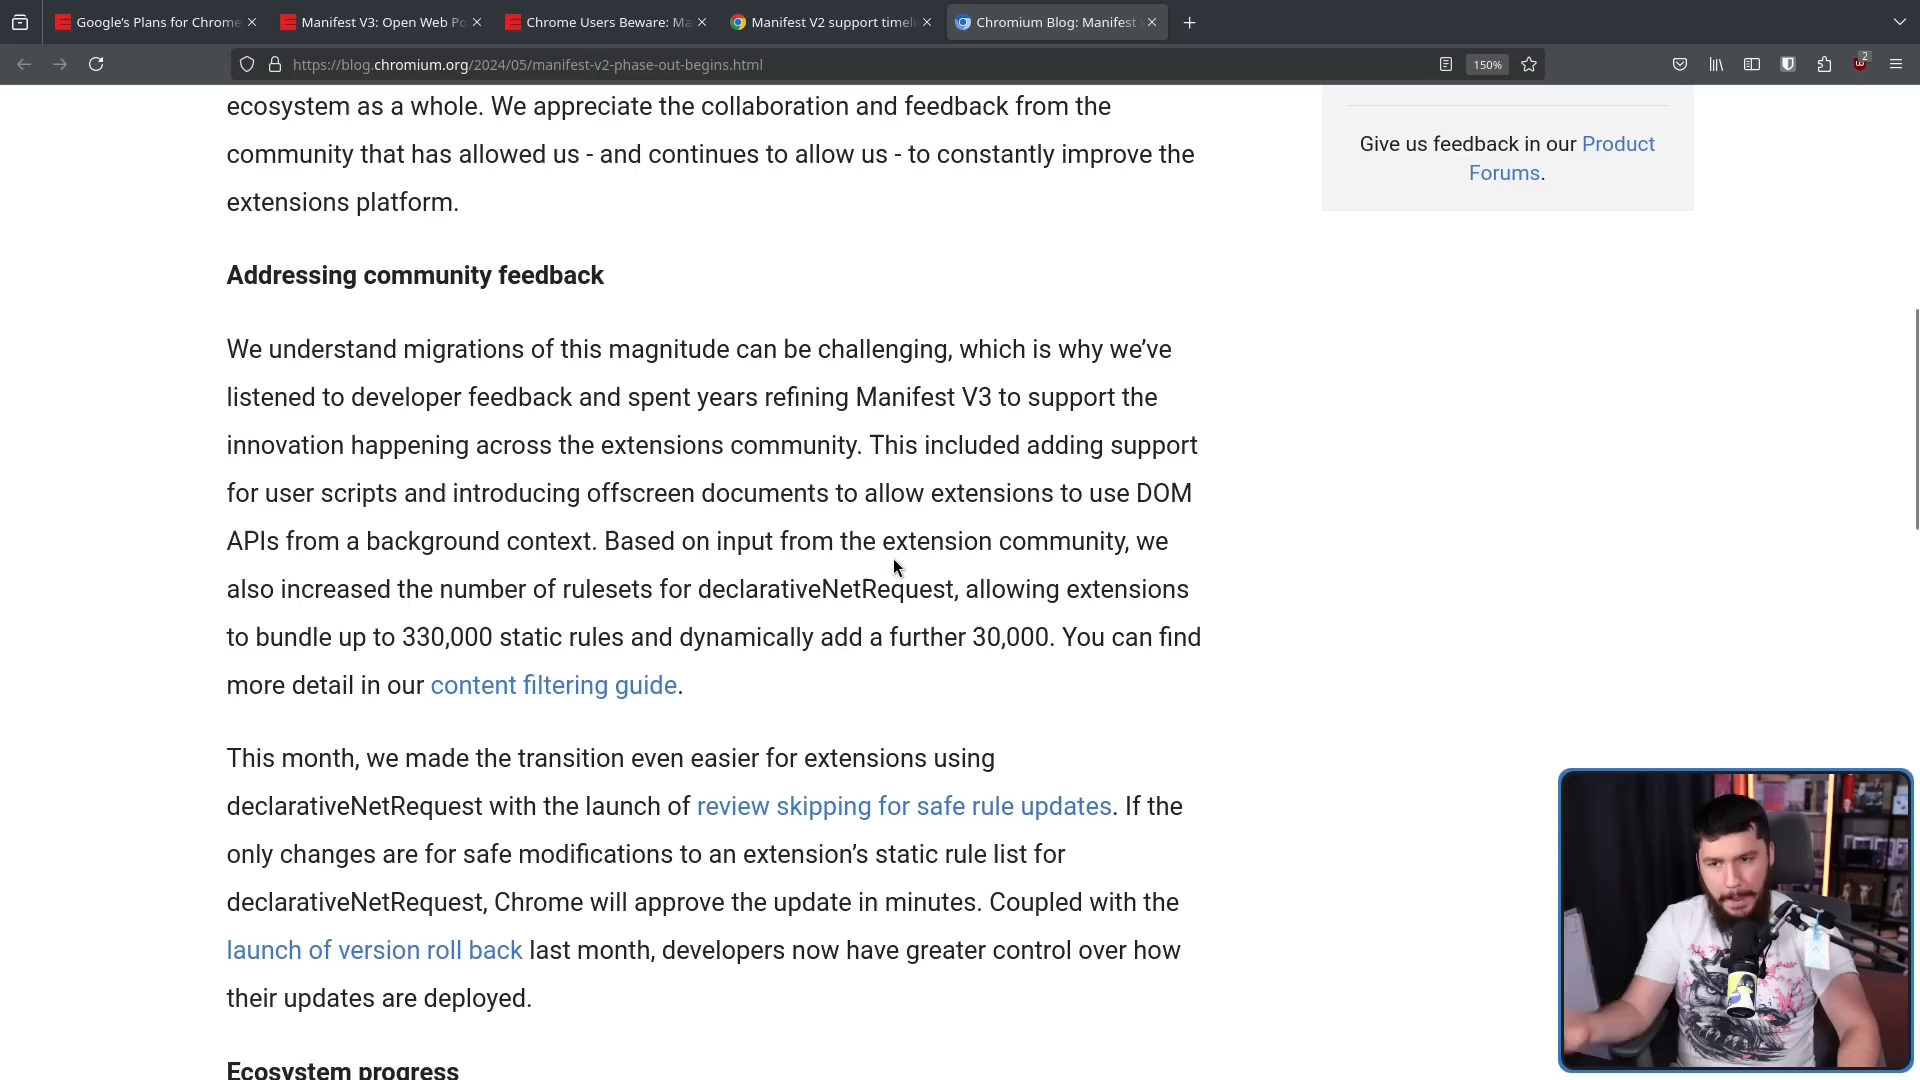 Google's Plans for Chrome
Manifest V3: Open Web Po
Chrome Users Beware: Ma
Manifest V2 support timeli
Chromium Blog: Manifest
https://blog.chromium.org/2024/05/manifest-v2-phase-out-begins.html
150%
2
ecosystem as a whole. We appreciate the collaboration and feedback from the
community that has allowed us - and continues to allow us - to constantly improve the
extensions platform.
Give us feedback in our Product
Forums.
Addressing community feedback
We understand migrations of this magnitude can be challenging, which is why we’ve
listened to developer feedback and spent years refining Manifest V3 to support the
innovation happening across the extensions community. This included adding support
for user scripts and introducing offscreen documents to allow extensions to use DOM
APIs from a background context. Based on input from the extension community, we
also increased the number of rulesets for declarativeNetRequest, allowing extensions
to bundle up to 330,000 static rules and dynamically add a further 30,000. You can find
more detail in our content filtering guide.
This month, we made the transition even easier for extensions using
declarativeNetRequest with the launch of review skipping for safe rule updates. If the
only changes are for safe modifications to an extension’s static rule list for
declarativeNetRequest, Chrome will approve the update in minutes. Coupled with the
launch of version roll back last month, developers now have greater control over how
their updates are deployed.
Ecosystem progress